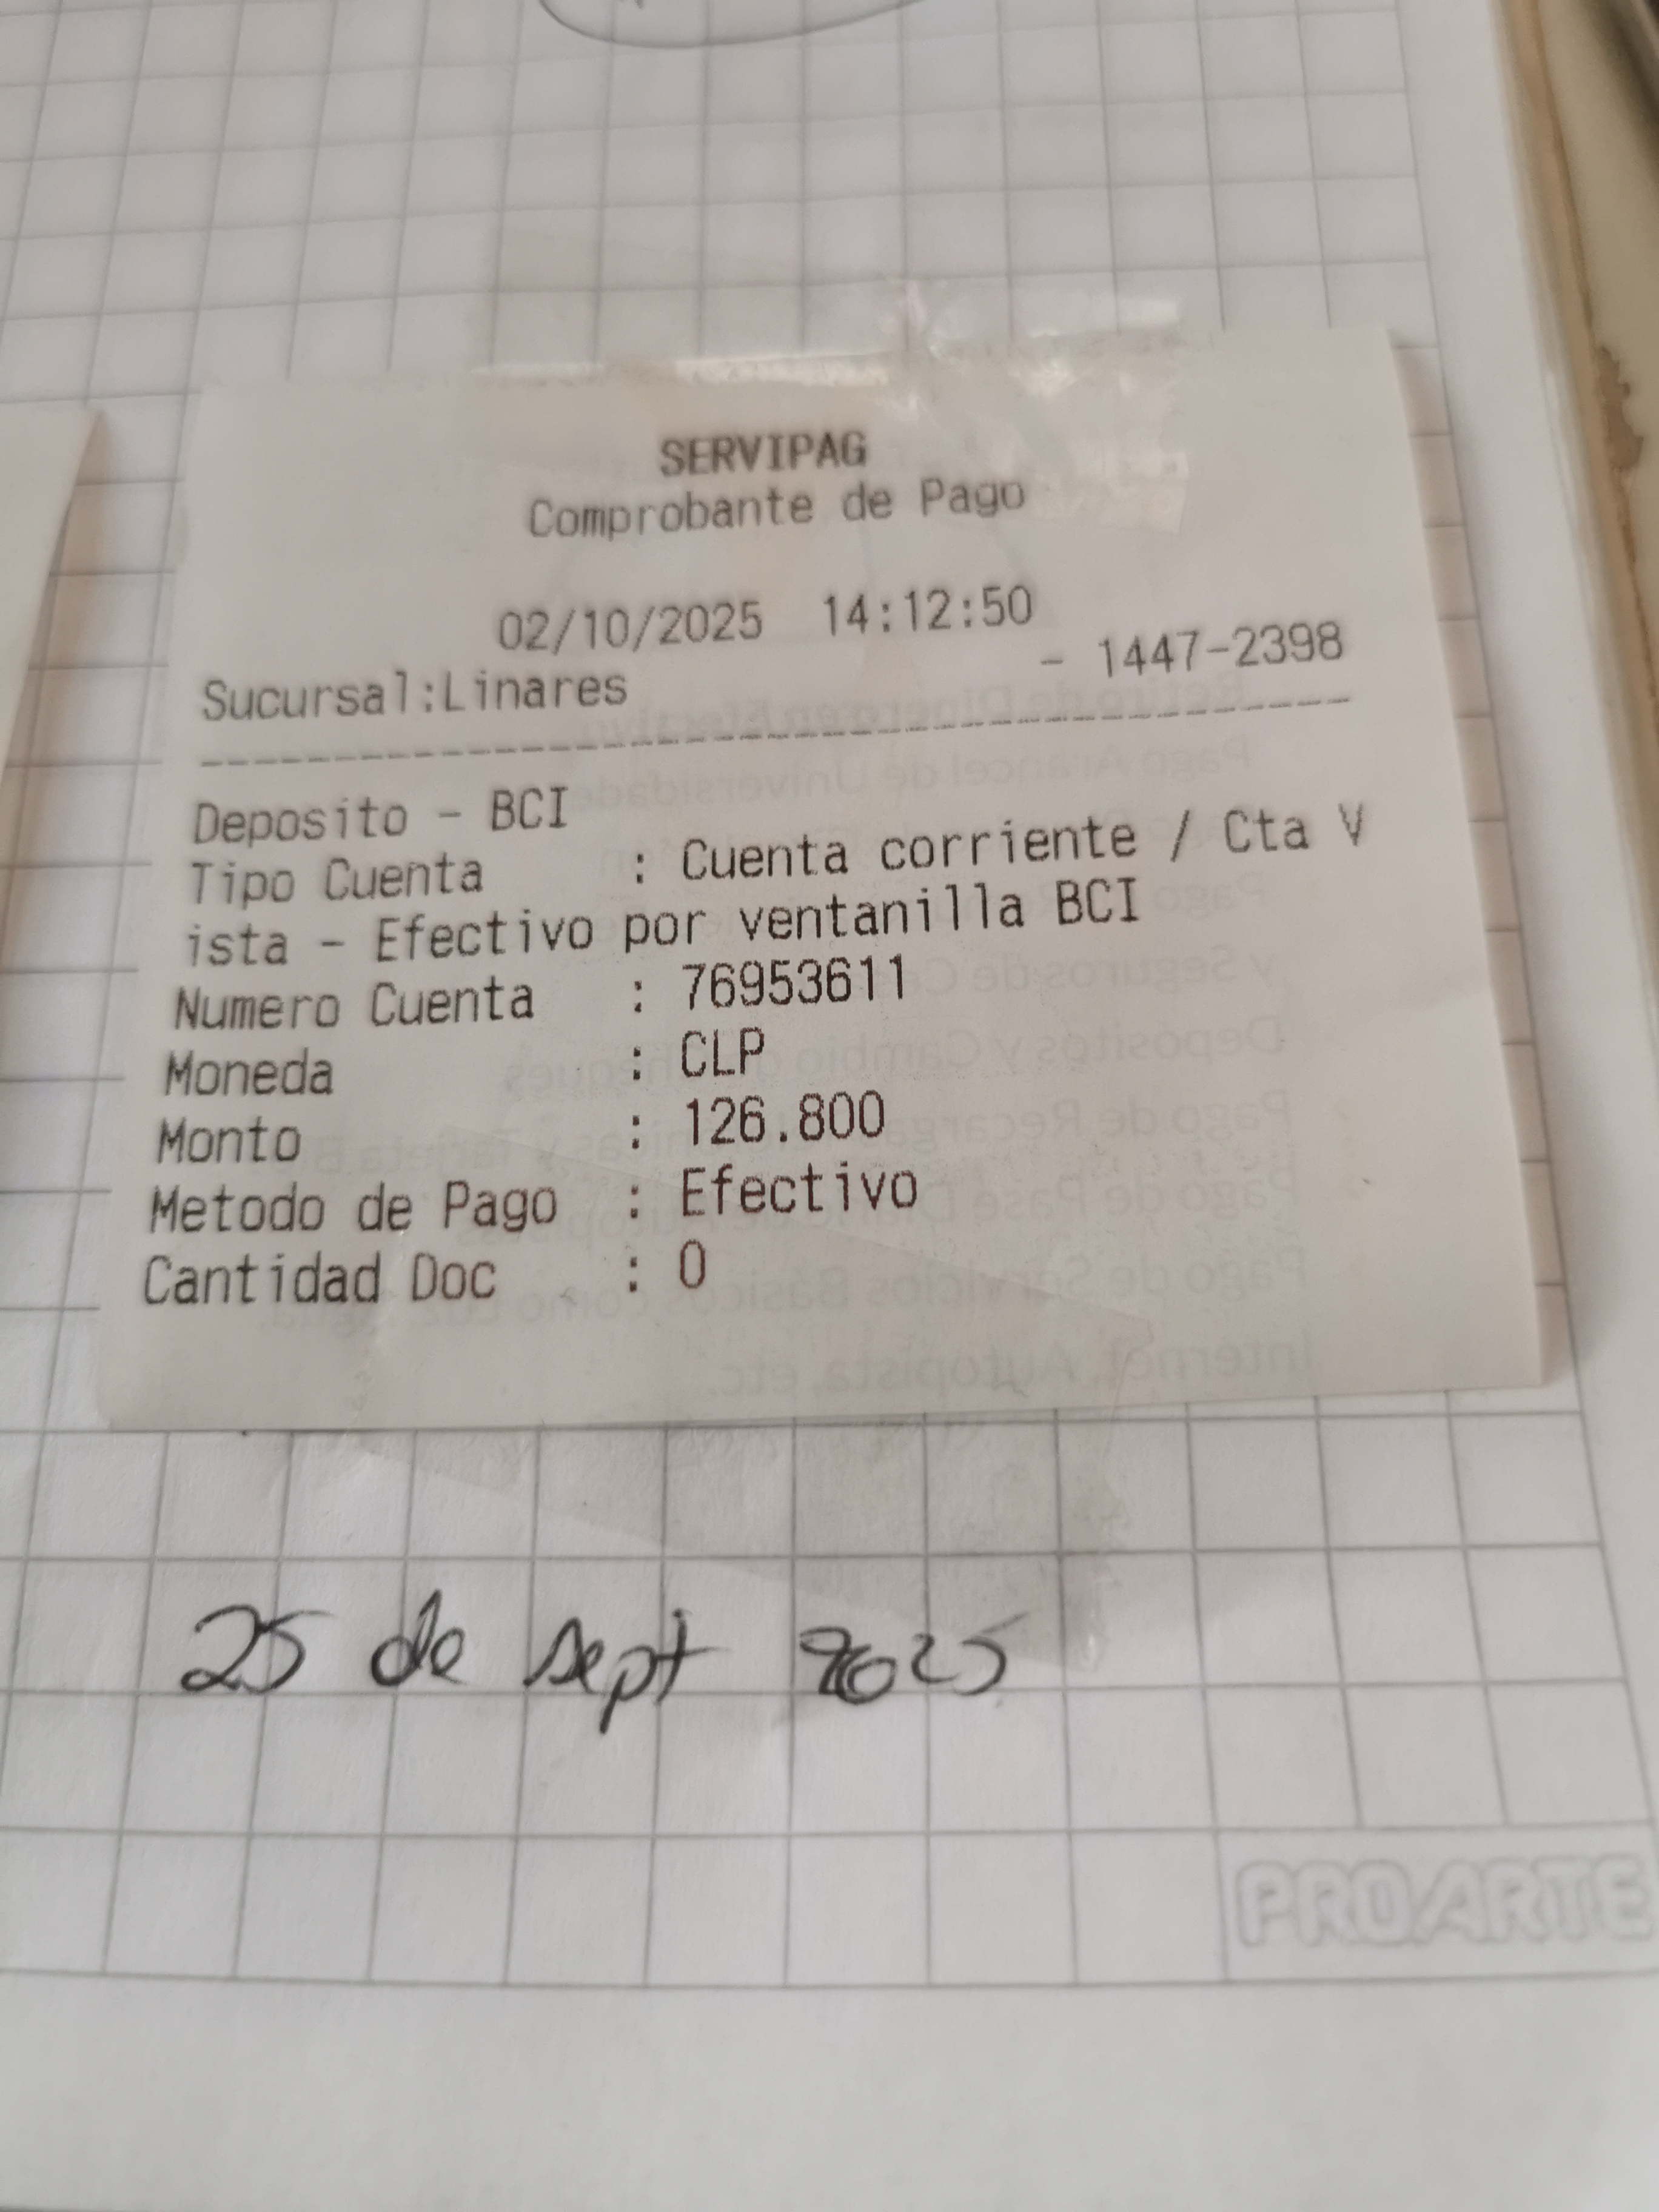 SERVIPAG
Comprobante de Pago
02/10/2025 14:12:50
Sucursal:Linares - 1447-2398
Deposito - BCI
Tipo Cuenta : Cuenta corriente / Cta V
ista - Efectivo por ventanilla BCI
Numero Cuenta : 76953611
Moneda : CLP
Monto : 126.800
Metodo de Pago : Efectivo
Cantidad Doc : 0
25 de sept 2025
PROARTE